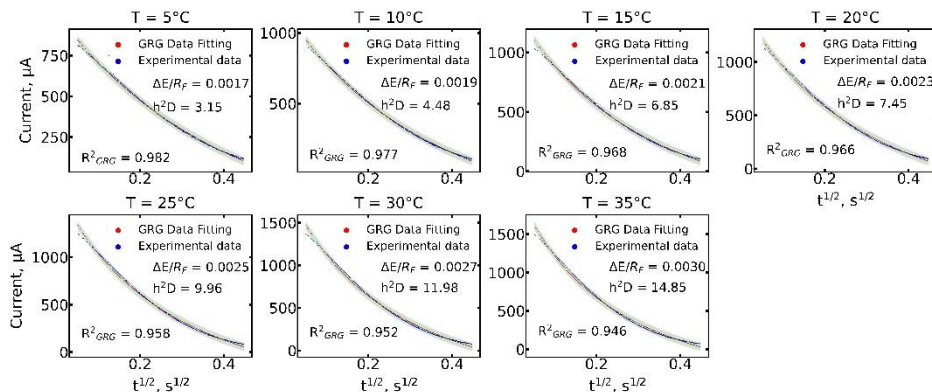 T = 5°C
Current, μA
750
500
250
0.2
0.4
GRG Data Fitting
Experimental data
ΔE/R_F = 0.0017
h²D = 3.15
R²_GRG = 0.982
T = 10°C
500
0.2
0.4
GRG Data Fitting
Experimental data
ΔE/R_F = 0.0019
h²D = 4.48
R²_GRG = 0.977
T = 15°C
1000
500
0
0.2
0.4
GRG Data Fitting
Experimental data
ΔE/R_F = 0.0021
h²D = 6.85
R²_GRG = 0.968
T = 20°C
1000
500
0
0.2
0.4
t^1/2, s^1/2
GRG Data Fitting
Experimental data
ΔE/R_F = 0.0023
h²D = 7.45
R²_GRG = 0.966
T = 25°C
Current, μA
1000
500
0
0.2
0.4
t^1/2, s^1/2
GRG Data Fitting
Experimental data
ΔE/R_F = 0.0025
h²D = 9.96
R²_GRG = 0.958
T = 30°C
1500
1000
500
0
0.2
0.4
t^1/2, s^1/2
GRG Data Fitting
Experimental data
ΔE/R_F = 0.0027
h²D = 11.98
R²_GRG = 0.952
T = 35°C
1500
1000
500
0
0.2
0.4
t^1/2, s^1/2
GRG Data Fitting
Experimental data
ΔE/R_F = 0.0030
h²D = 14.85
R²_GRG = 0.946